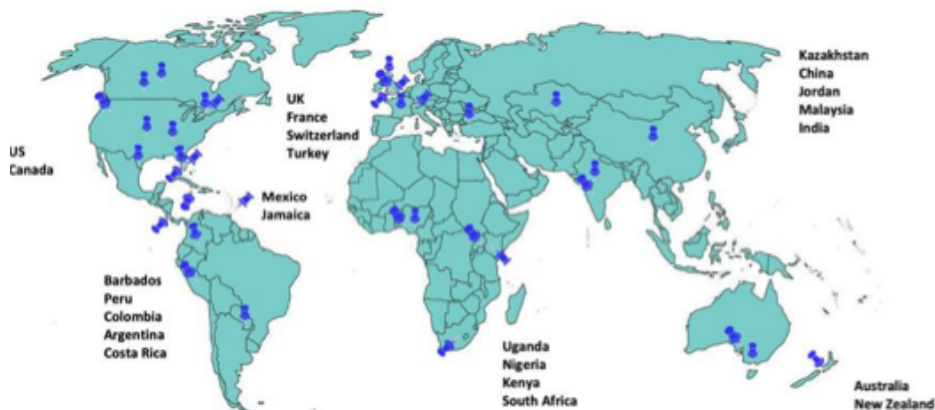 Kazakhstan
China
Jordan
Malaysia
India
UK
France
Switzerland
Turkey
US
Canada
Mexico
Jamaica
Barbados
Peru
Colombia
Argentina
Costa Rica
Uganda
Nigeria
Kenya
South Africa
Australia
New Zealand